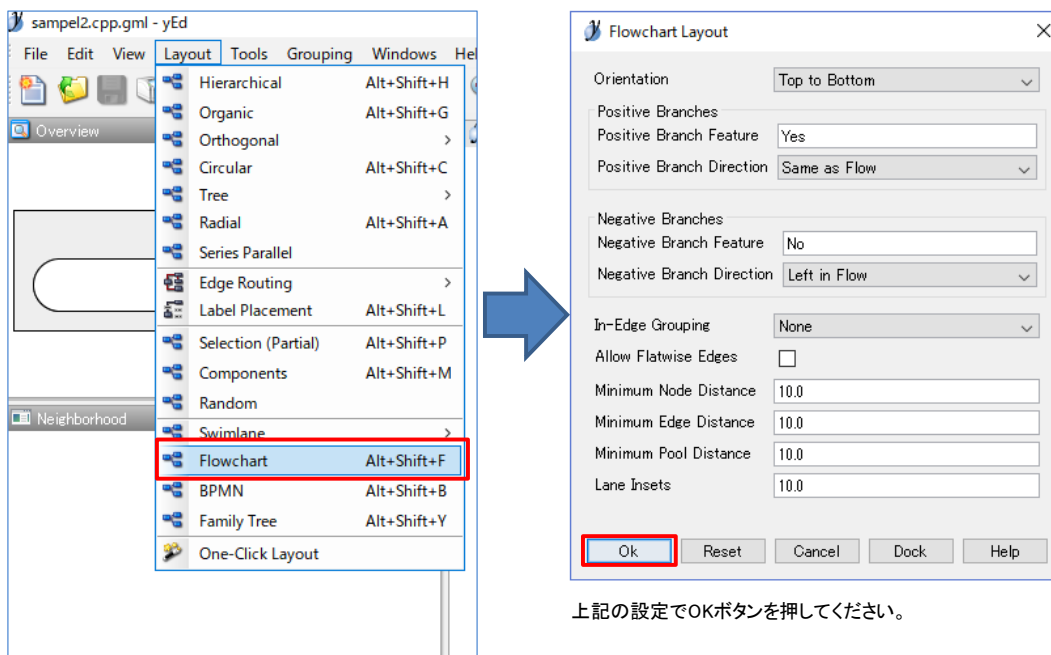 sampel2.cpp.gml - yEd
File Edit View Layout Tools Grouping Windows Hel
Overview
Neighborhood
Hierarchical Alt+Shift+H
Organic Alt+Shift+G
Orthogonal >
Circular Alt+Shift+C
Tree >
Radial Alt+Shift+A
Series Parallel
Edge Routing >
Label Placement Alt+Shift+L
Selection (Partial) Alt+Shift+P
Components Alt+Shift+M
Random
Swimlane >
Flowchart Alt+Shift+F
BPMN Alt+Shift+B
Family Tree Alt+Shift+Y
One-Click Layout
Flowchart Layout
Orientation Top to Bottom
Positive Branches
Positive Branch Feature Yes
Positive Branch Direction Same as Flow
Negative Branches
Negative Branch Feature No
Negative Branch Direction Left in Flow
In-Edge Grouping None
Allow Flatwise Edges
Minimum Node Distance 10.0
Minimum Edge Distance 10.0
Minimum Pool Distance 10.0
Lane Insets 10.0
Ok Reset Cancel Dock Help
上記の設定でOKボタンを押してください。